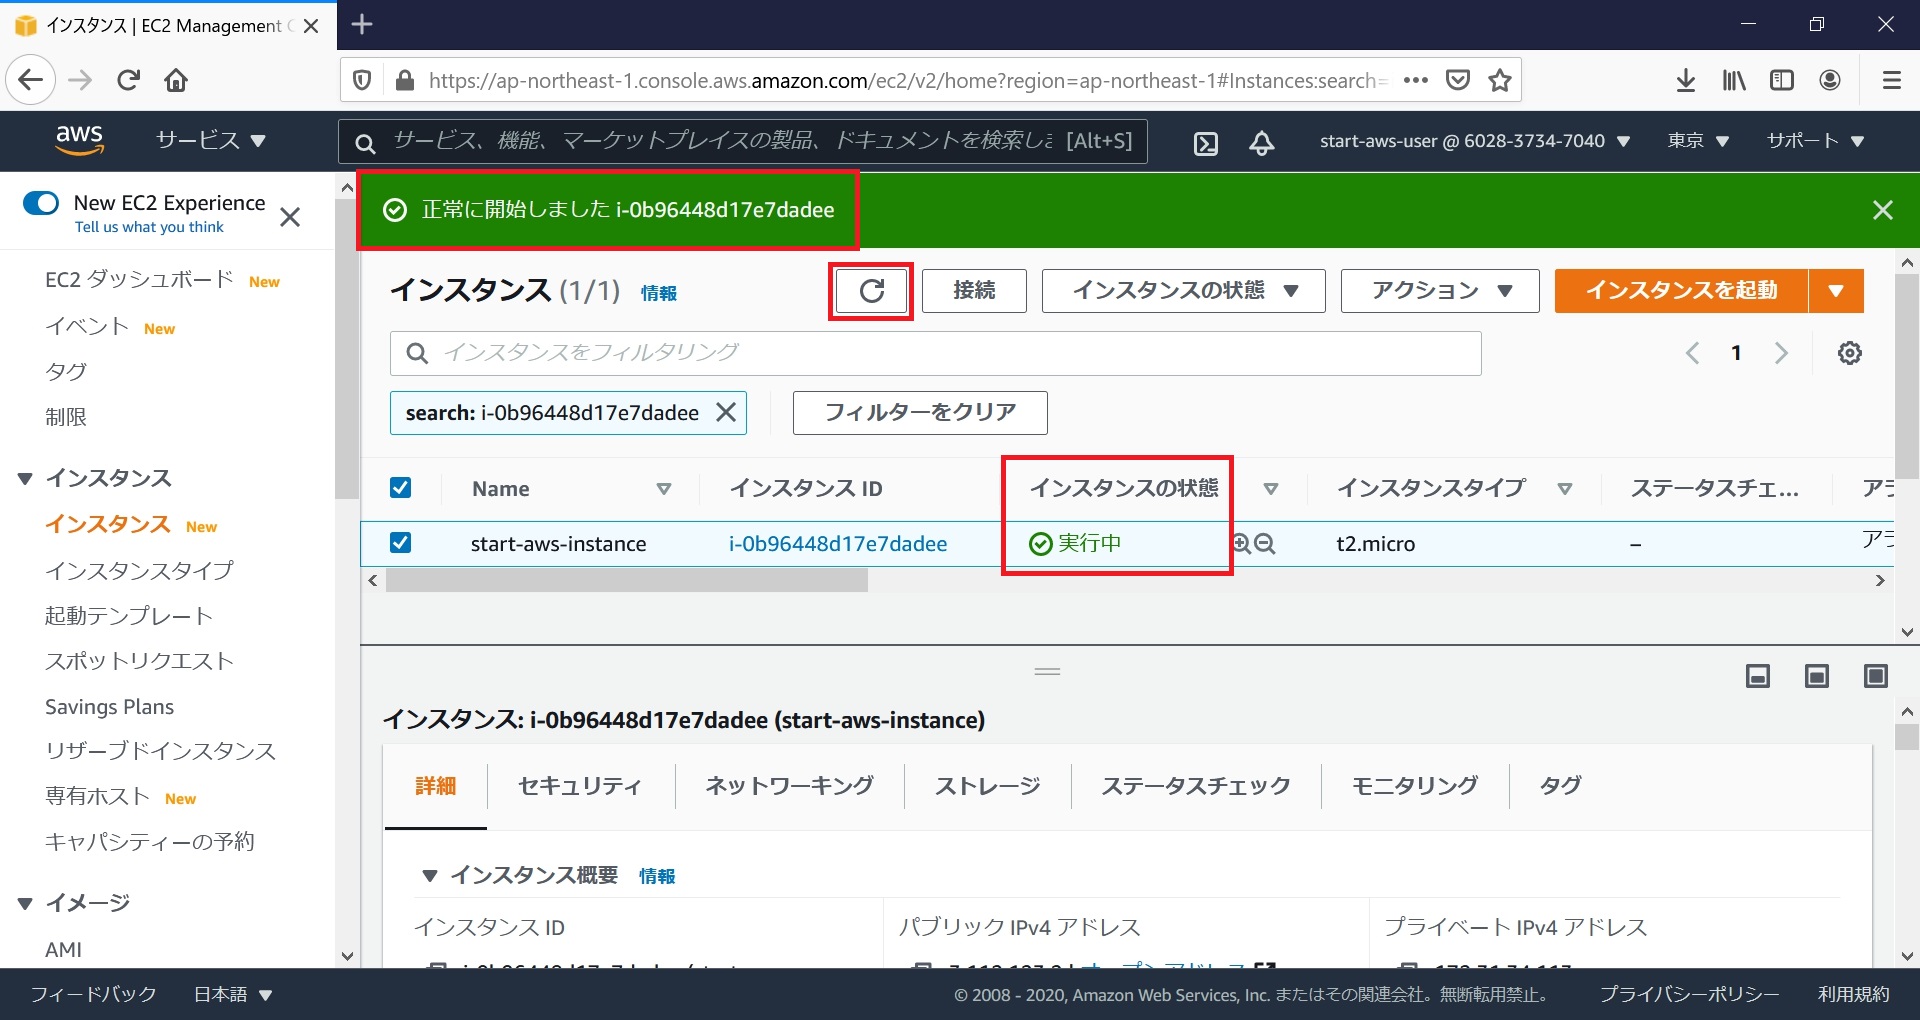 インスタンス | EC2 Management
https://ap-northeast-1.console.aws.amazon.com/ec2/v2/home?region=ap-northeast-1#Instances:search=
aws
サービス
サービス、機能、マーケットプレイスの製品、ドキュメントを検索しま [Alt+S]
start-aws-user @ 6028-3734-7040
東京
サポート
New EC2 Experience
Tell us what you think
正常に開始しました i-0b96448d17e7dadee
EC2 ダッシュボード New
イベント New
タグ
制限
インスタンス
インスタンス New
インスタンスタイプ
起動テンプレート
スポットリクエスト
Savings Plans
リザーブドインスタンス
専有ホスト New
キャパシティーの予約
イメージ
AMI
インスタンス (1/1) 情報
接続
インスタンスの状態
アクション
インスタンスを起動
インスタンスをフィルタリング
1
search: i-0b96448d17e7dadee
フィルターをクリア
Name インスタンス ID インスタンスの状態 インスタンスタイプ ステータスチェ... アラ
start-aws-instance i-0b96448d17e7dadee 実行中 t2.micro – アラ
インスタンス: i-0b96448d17e7dadee (start-aws-instance)
詳細 セキュリティ ネットワーキング ストレージ ステータスチェック モニタリング タグ
インスタンス概要 情報
インスタンス ID パブリック IPv4 アドレス プライベート IPv4 アドレス
フィードバック 日本語 © 2008 - 2020, Amazon Web Services, Inc. またはその関連会社。無断転用禁止。 プライバシーポリシー 利用規約